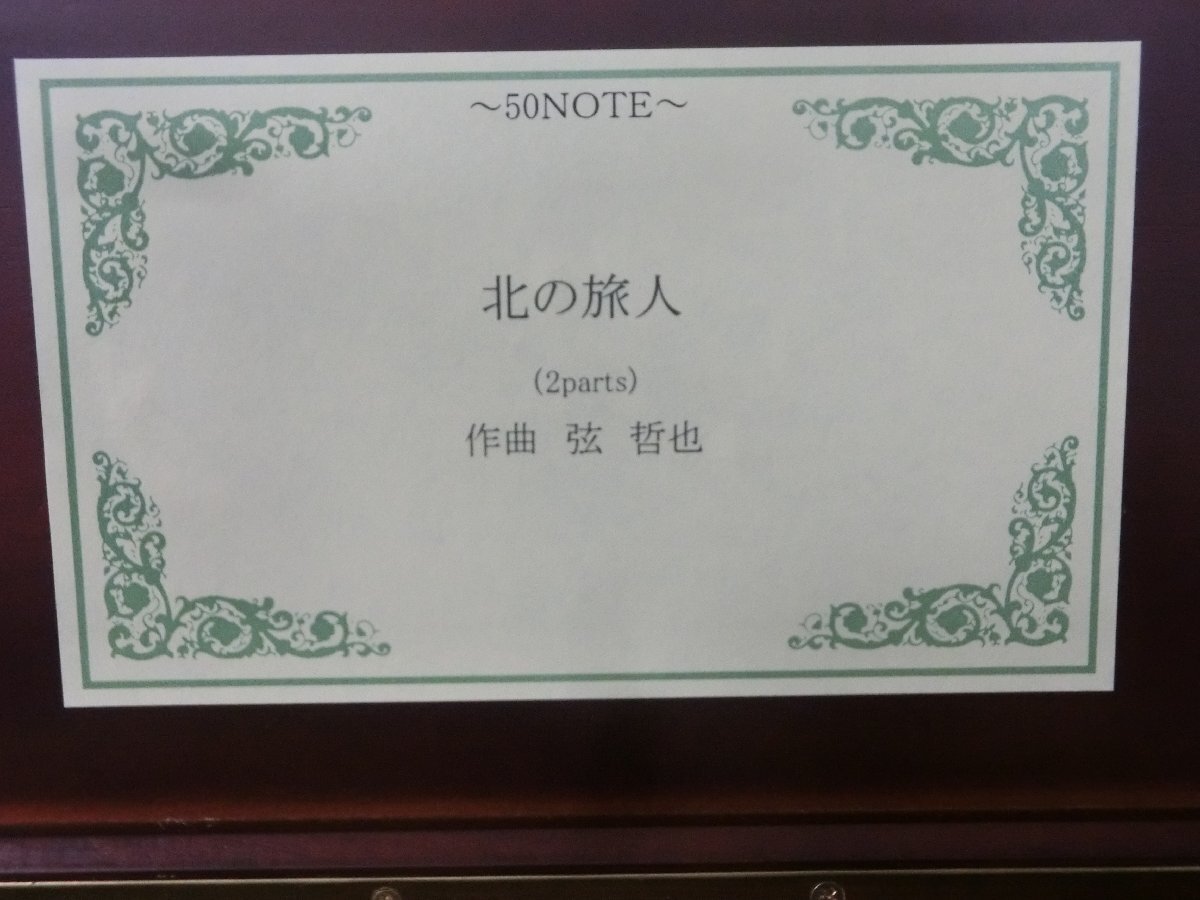 ～50NOTE～
北の旅人
(2parts)
作曲　弦　哲也